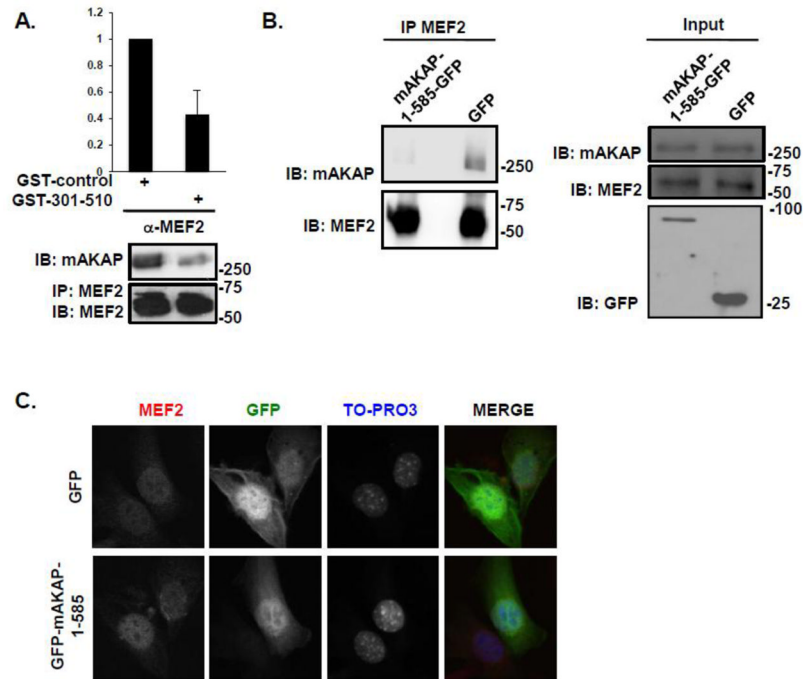 A.
1.2
1
0.8
0.6
0.4
0.2
0
GST-control +
GST-301-510 +
α-MEF2
IB: mAKAP
-250
IP: MEF2
IB: MEF2
-75
-50
B.
IP MEF2
mAKAP-
1-585-GFP
GFP
IB: mAKAP
-250
IB: MEF2
-75
-50
Input
mAKAP-
1-585-GFP
GFP
IB: mAKAP
-250
IB: MEF2
-75
-50
-100
IB: GFP
-25
C.
MEF2 GFP TO-PRO3 MERGE
GFP
GFP-mAKAP-
1-585